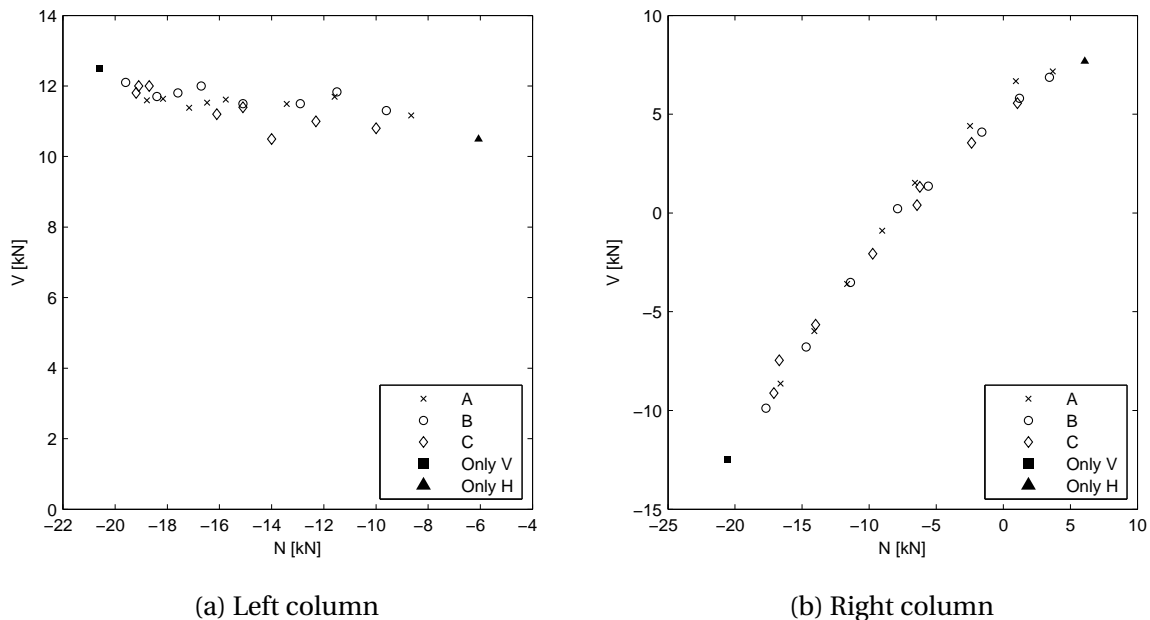 14
12
10
8
6
4
2
0
V [kN]
−22 −20 −18 −16 −14 −12 −10 −8 −6 −4
N [kN]
A
B
C
Only V
Only H
(a) Left column
10
5
0
−5
−10
−15
V [kN]
−25 −20 −15 −10 −5 0 5 10
N [kN]
A
B
C
Only V
Only H
(b) Right column